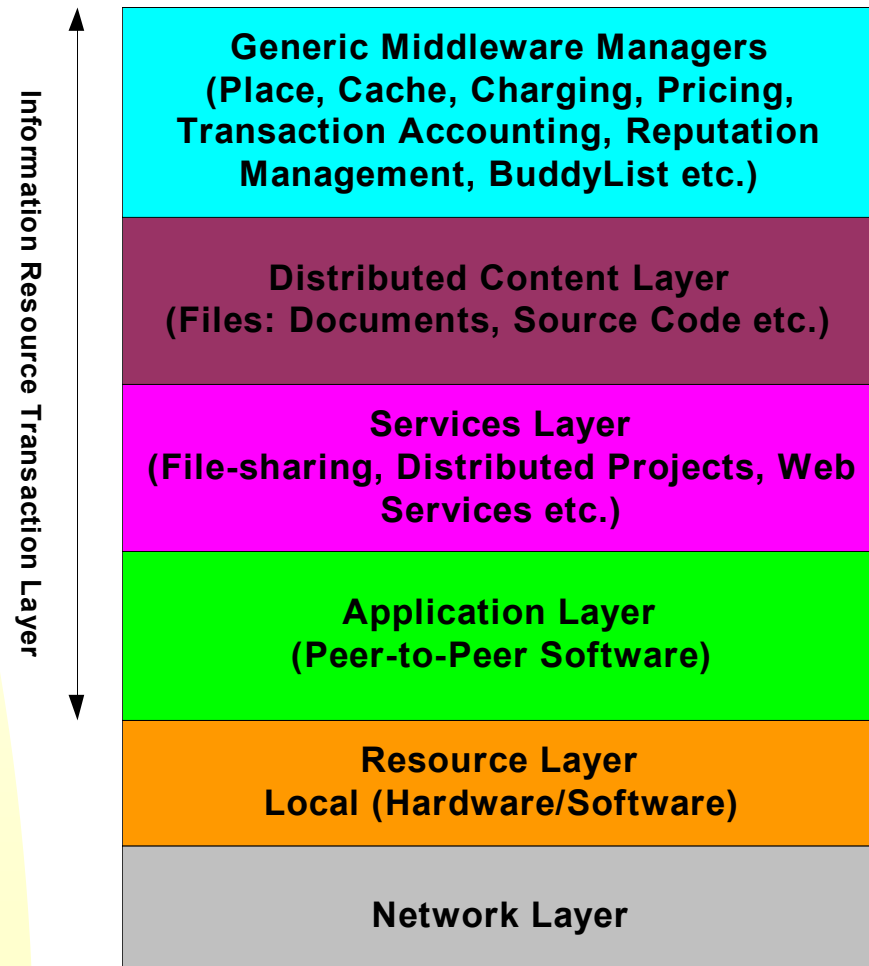 Information Resource Transaction Layer
Generic Middleware Managers
(Place, Cache, Charging, Pricing,
Transaction Accounting, Reputation
Management, BuddyList etc.)
Distributed Content Layer
(Files: Documents, Source Code etc.)
Services Layer
(File-sharing, Distributed Projects, Web
Services etc.)
Application Layer
(Peer-to-Peer Software)
Resource Layer
Local (Hardware/Software)
Network Layer